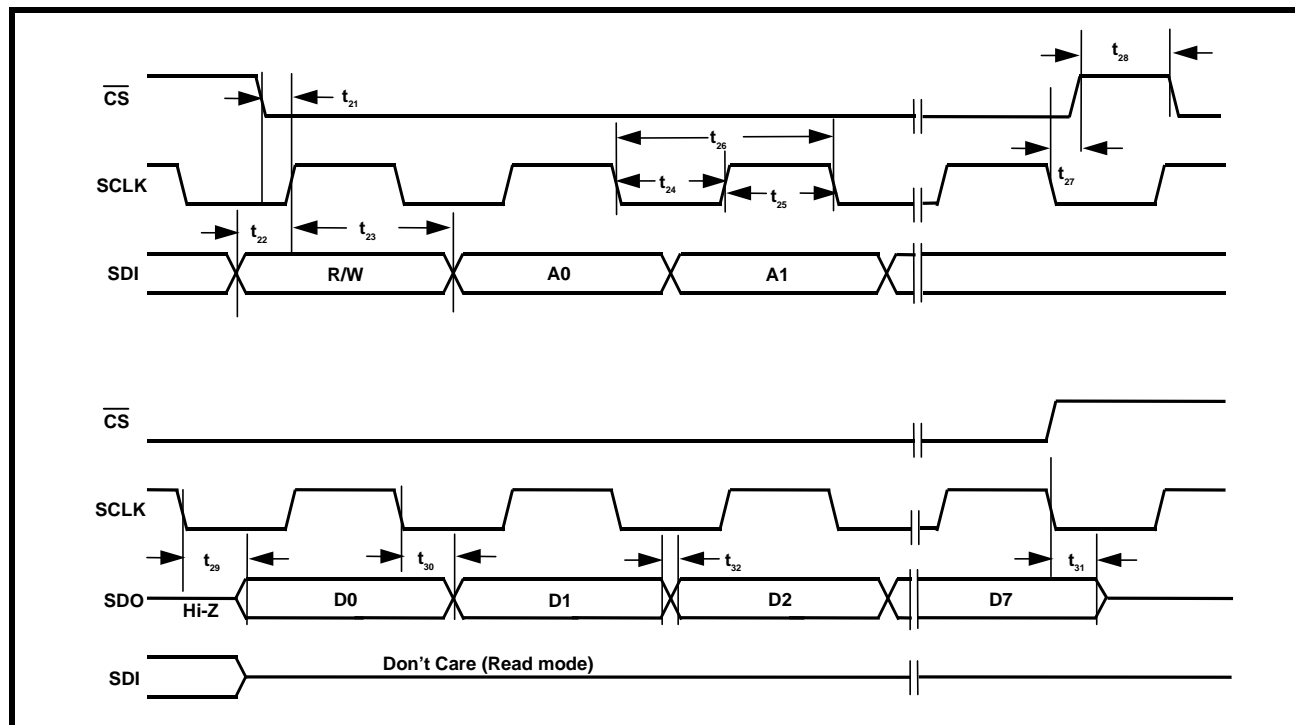 t28
CS
t21
t26
SCLK
t24
t25
t27
t22
t23
SDI
R/W
A0
A1
CS
SCLK
t29
t30
t32
t31
SDO
Hi-Z
D0
D1
D2
D7
Don't Care (Read mode)
SDI